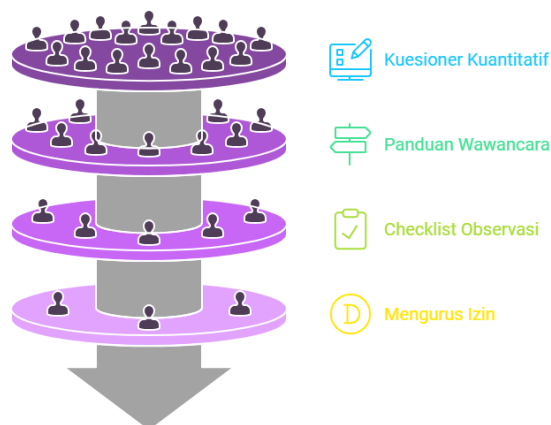 Kuesioner Kuantitatif
Panduan Wawancara
Checklist Observasi
D
Mengurus Izin